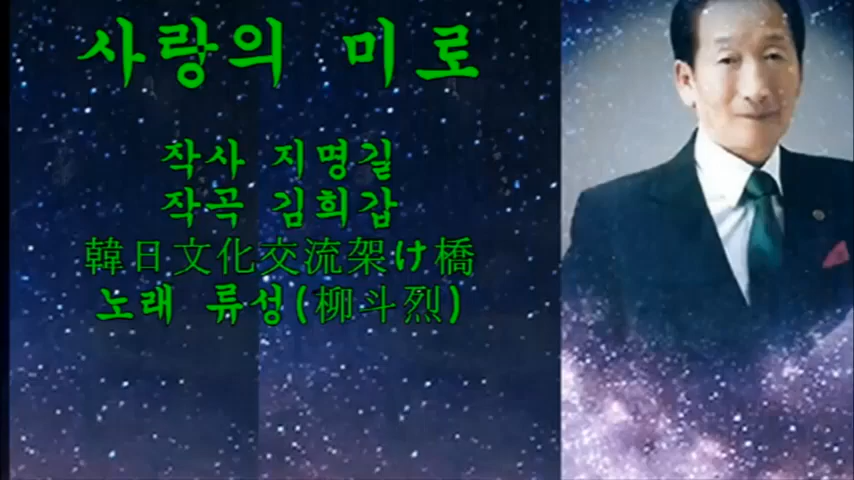 사랑의 미로
작사 지명길
작곡 김희갑
韓日文化交流架け橋
노래 류성(柳斗烈)